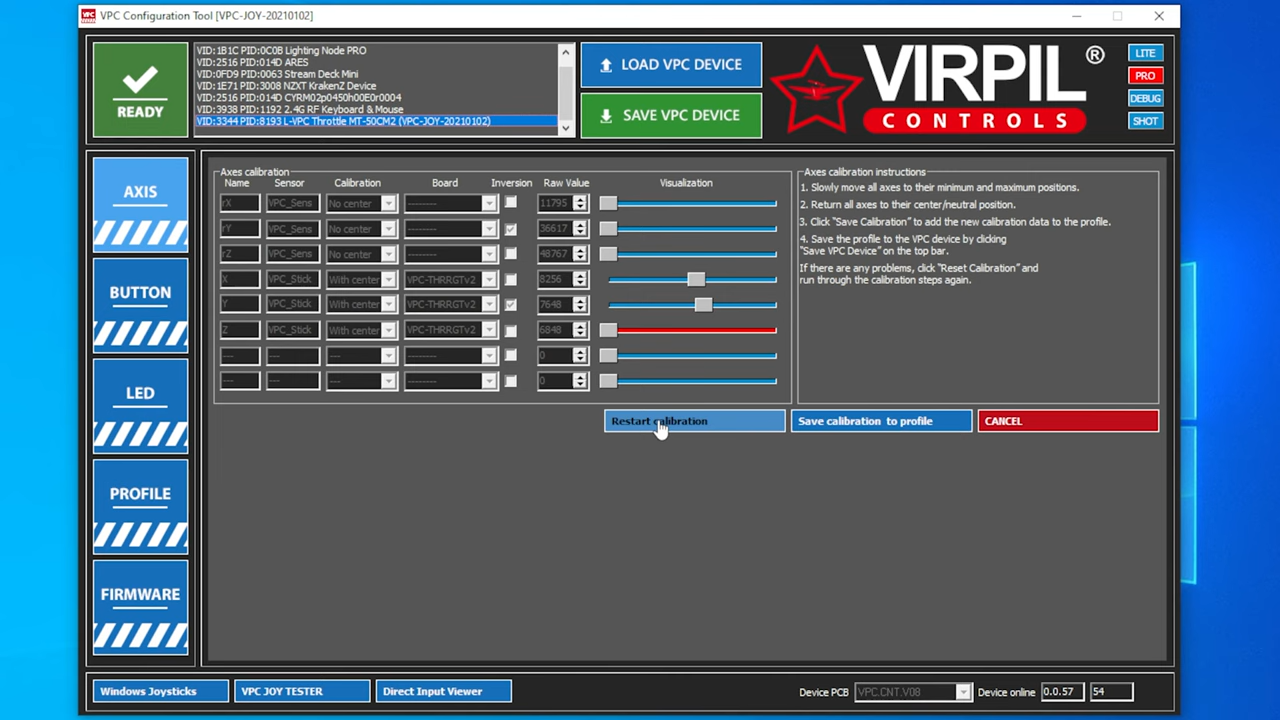 VPC Configuration Tool [VPC-JOY-20210102]
READY
VID:1B1C PID:0C0B Lighting Node PRO
VID:2516 PID:014D ARES
VID:0FD9 PID:0063 Stream Deck Mini
VID:1E71 PID:3008 NZXT KrakenZ Device
VID:2516 PID:014D CYRM02p0450h00E0r0004
VID:3938 PID:1192 2.4G RF Keyboard & Mouse
VID:3344 PID:8193 L-VPC Throttle MT-50CM2 (VPC-JOY-20210102)
LOAD VPC DEVICE
SAVE VPC DEVICE
VIRPIL ®
CONTROLS
LITE
PRO
DEBUG
SHOT
AXIS
BUTTON
LED
PROFILE
FIRMWARE
Axes calibration
Name Sensor Calibration Board Inversion Raw Value Visualization
rX VPC_Sens No center -------- 11795
rY VPC_Sens No center -------- 36617
rZ VPC_Sens No center -------- 48767
X VPC_Stick With center VPC-THRRGTv2 8256
Y VPC_Stick With center VPC-THRRGTv2 7648
Z VPC_Stick With center VPC-THRRGTv2 6848
--- --- --- -------- 0
--- --- --- -------- 0
Axes calibration instructions
1. Slowly move all axes to their minimum and maximum positions.
2. Return all axes to their center/neutral position.
3. Click "Save Calibration" to add the new calibration data to the profile.
4. Save the profile to the VPC device by clicking
"Save VPC Device" on the top bar.
If there are any problems, click "Reset Calibration" and
run through the calibration steps again.
Restart calibration
Save calibration to profile
CANCEL
Windows Joysticks
VPC JOY TESTER
Direct Input Viewer
Device PCB VPC.CNT.V08 Device online 0.0.57 54